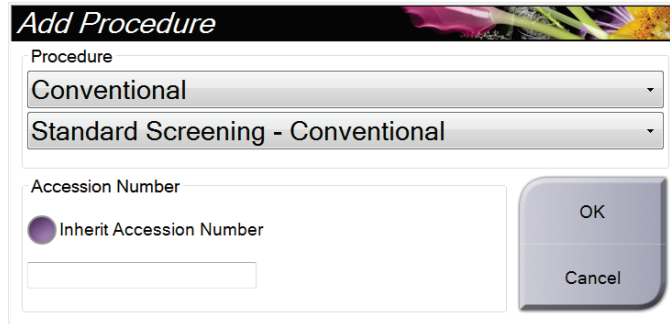 Add Procedure
Procedure
Conventional
Standard Screening - Conventional
Accession Number
Inherit Accession Number
OK
Cancel